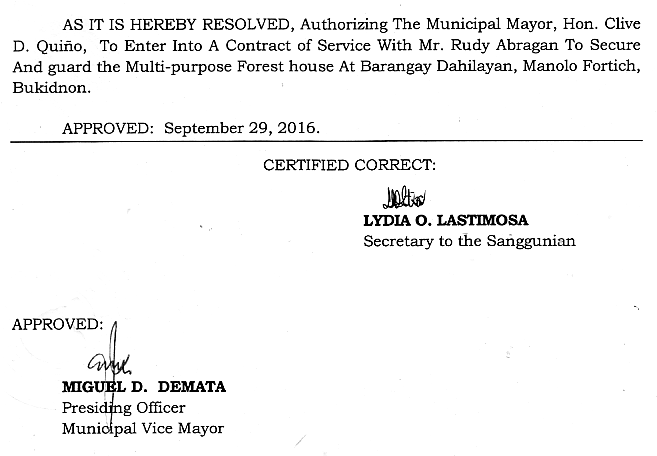 AS IT IS HEREBY RESOLVED, Authorizing The Municipal Mayor, Hon. Clive
D. Quiño, To Enter Into A Contract of Service With Mr. Rudy Abragan To Secure
And guard the Multi-purpose Forest house At Barangay Dahilayan, Manolo Fortich,
Bukidnon.
APPROVED: September 29, 2016.
CERTIFIED CORRECT:
LYDIA O. LASTIMOSA
Secretary to the Sanggunian
APPROVED:
MIGUEL D. DEMATA
Presiding Officer
Municipal Vice Mayor